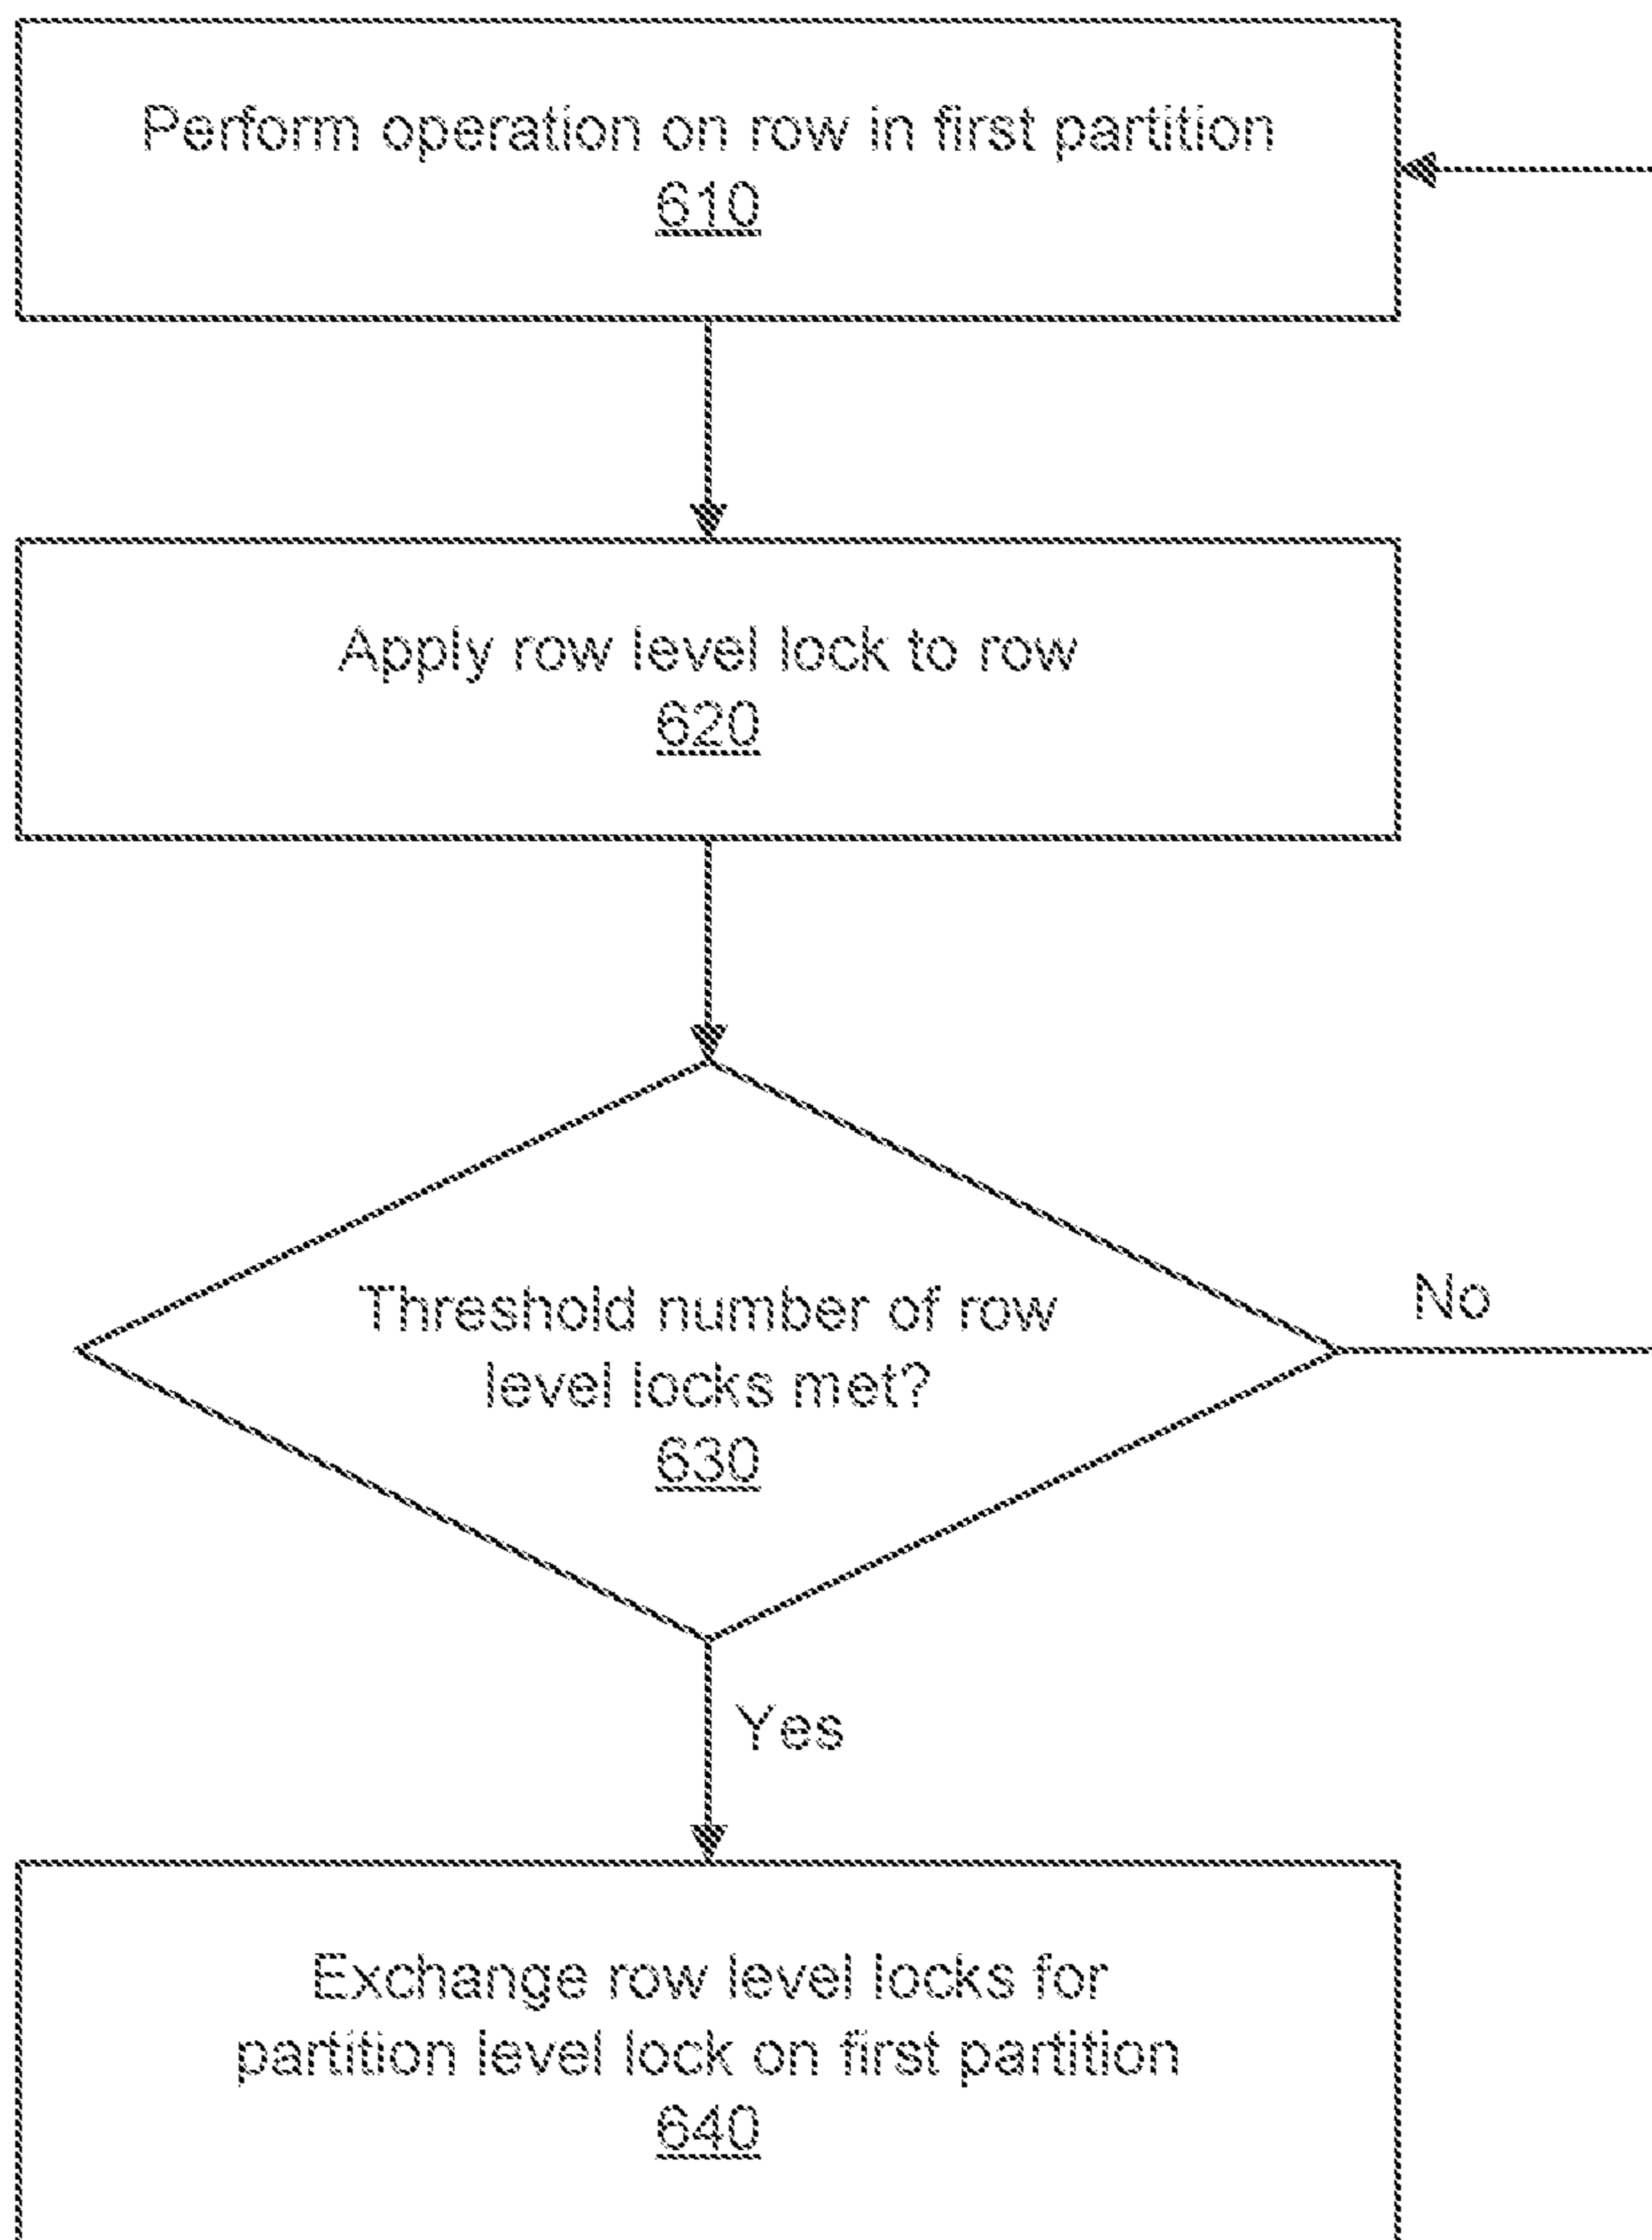 Perform operation on row in first partition
610
Apply row level lock to row
620
Threshold number of row
level locks met?
630
No
Yes
Exchange row level locks for
partition level lock on first partition
640